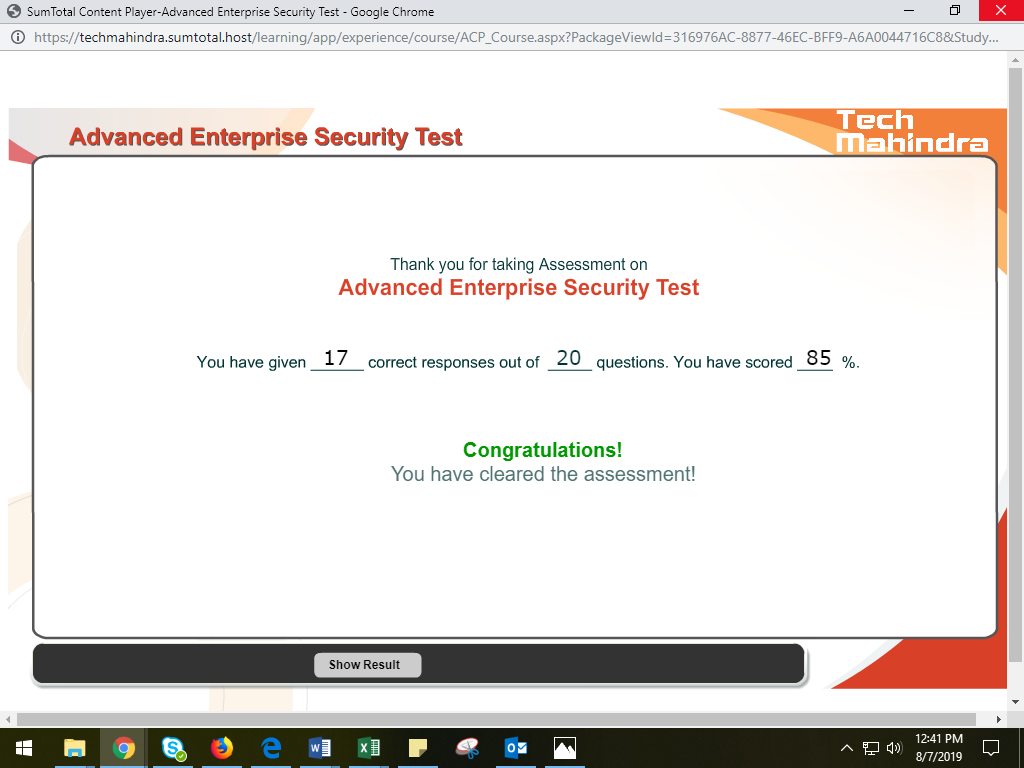 SumTotal Content Player-Advanced Enterprise Security Test - Google Chrome
https://techmahindra.sumtotal.host/learning/app/experience/course/ACP_Course.aspx?PackageViewId=316976AC-8877-46EC-BFF9-A6A0044716C8&Study...
Advanced Enterprise Security Test
Tech
Mahindra
Thank you for taking Assessment on
Advanced Enterprise Security Test
You have given 17 correct responses out of 20 questions. You have scored 85 %.
Congratulations!
You have cleared the assessment!
Show Result
12:41 PM
8/7/2019